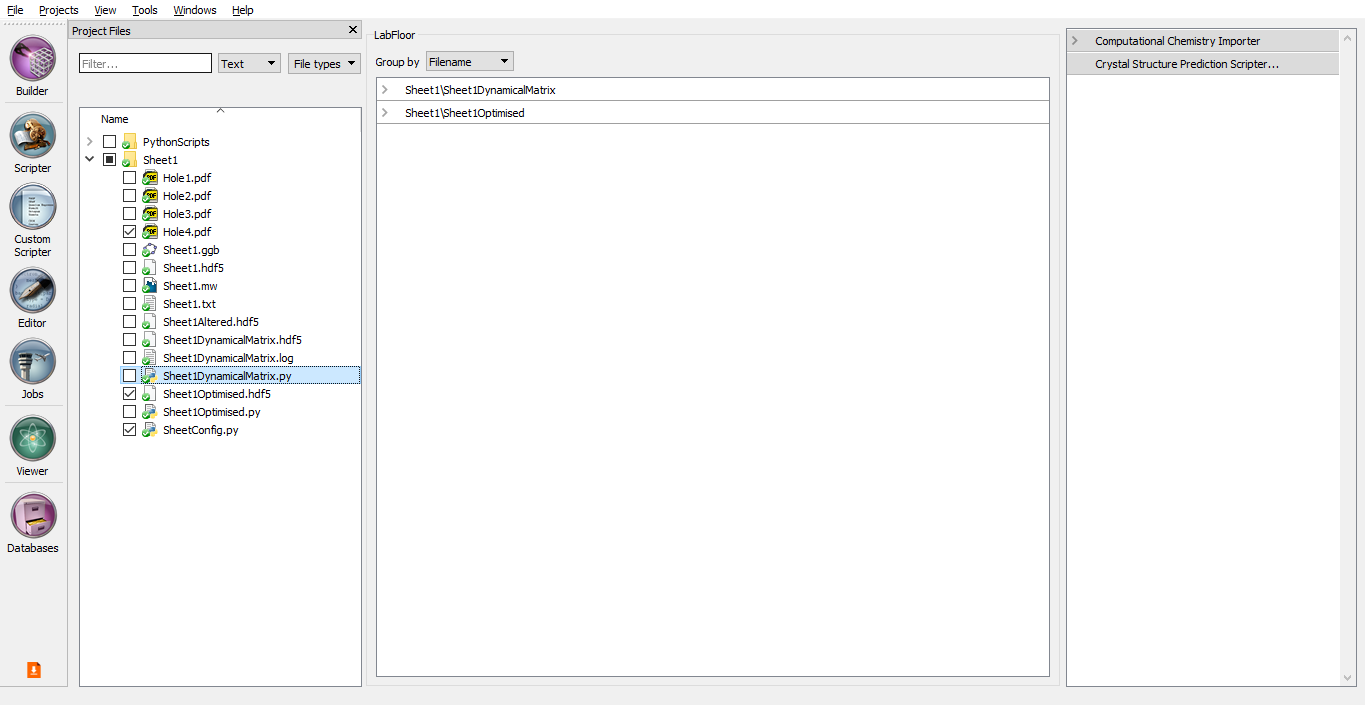 File Projects View Tools Windows Help
Builder
Scripter
Custom
Scripter
Editor
Jobs
Viewer
Databases
Project Files
Filter...
Text
File types
Name
PythonScripts
Sheet1
Hole1.pdf
Hole2.pdf
Hole3.pdf
Hole4.pdf
Sheet1.ggb
Sheet1.hdf5
Sheet1.mw
Sheet1.txt
Sheet1Altered.hdf5
Sheet1DynamicalMatrix.hdf5
Sheet1DynamicalMatrix.log
Sheet1DynamicalMatrix.py
Sheet1Optimised.hdf5
Sheet1Optimised.py
SheetConfig.py
LabFloor
Group by Filename
Sheet1\Sheet1DynamicalMatrix
Sheet1\Sheet1Optimised
Computational Chemistry Importer
Crystal Structure Prediction Scripter...